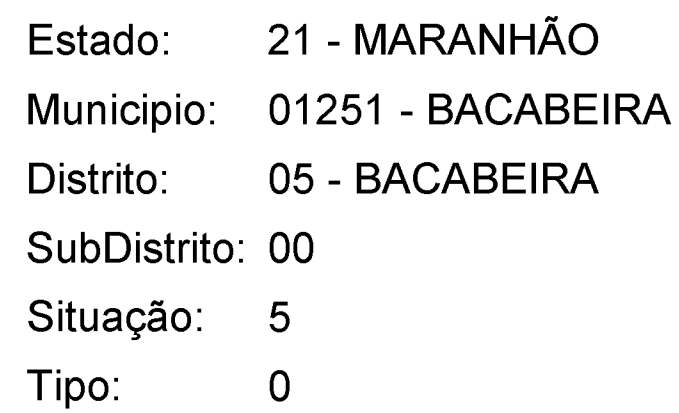 Estado: 21 - MARANHÃO
Municipio: 01251 - BACABEIRA
Distrito: 05 - BACABEIRA
SubDistrito: 00
Situação: 5
Tipo: 0